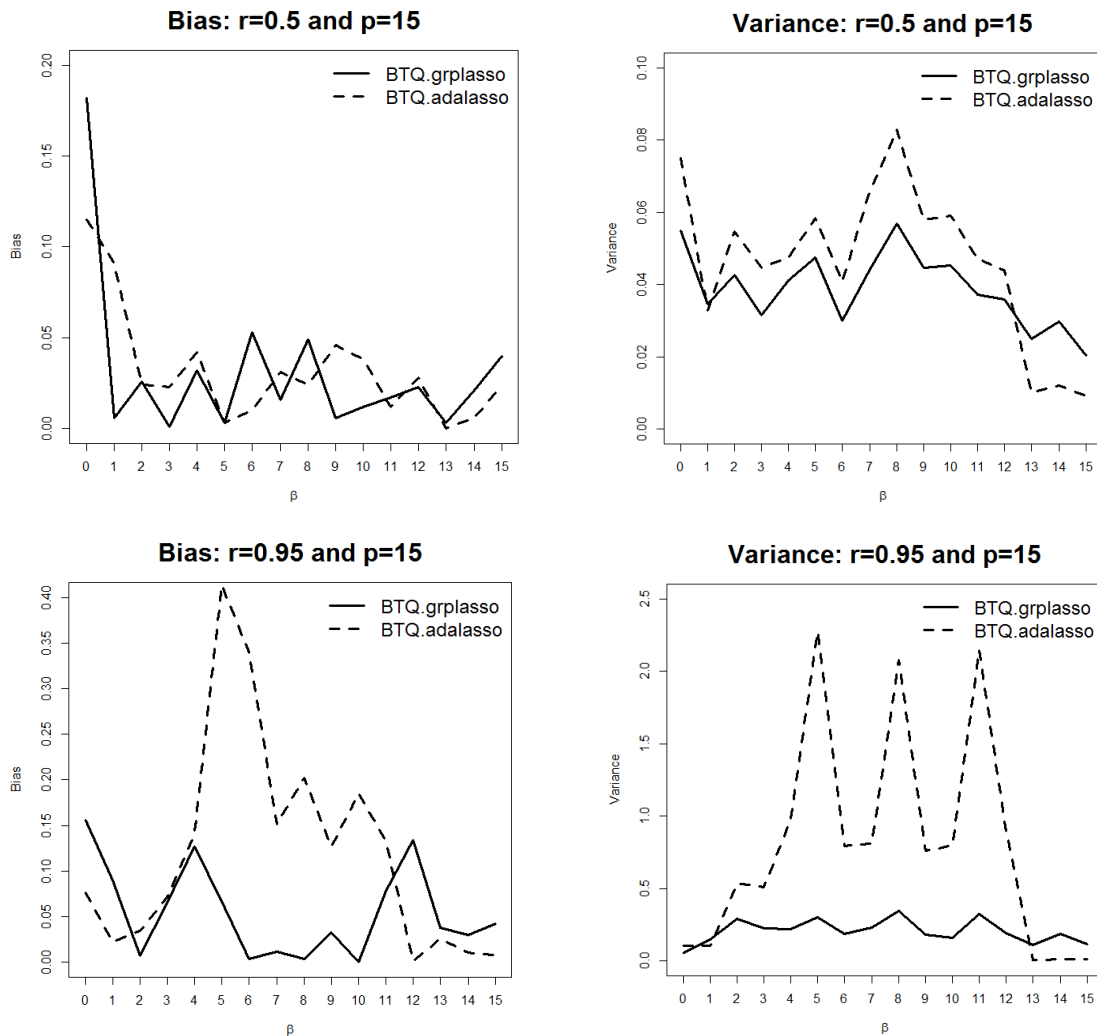 Bias: r=0.5 and p=15
BTQ.grplasso
BTQ.adalasso
0.20
0.15
0.10
0.05
0.00
Bias
0 1 2 3 4 5 6 7 8 9 10 11 12 13 14 15
β
Variance: r=0.5 and p=15
BTQ.grplasso
BTQ.adalasso
0.10
0.08
0.06
0.04
0.02
0.00
Variance
0 1 2 3 4 5 6 7 8 9 10 11 12 13 14 15
β
Bias: r=0.95 and p=15
BTQ.grplasso
BTQ.adalasso
0.40
0.35
0.30
0.25
0.20
0.15
0.10
0.05
0.00
Bias
0 1 2 3 4 5 6 7 8 9 10 11 12 13 14 15
β
Variance: r=0.95 and p=15
BTQ.grplasso
BTQ.adalasso
2.5
2.0
1.5
1.0
0.5
0.0
Variance
0 1 2 3 4 5 6 7 8 9 10 11 12 13 14 15
β